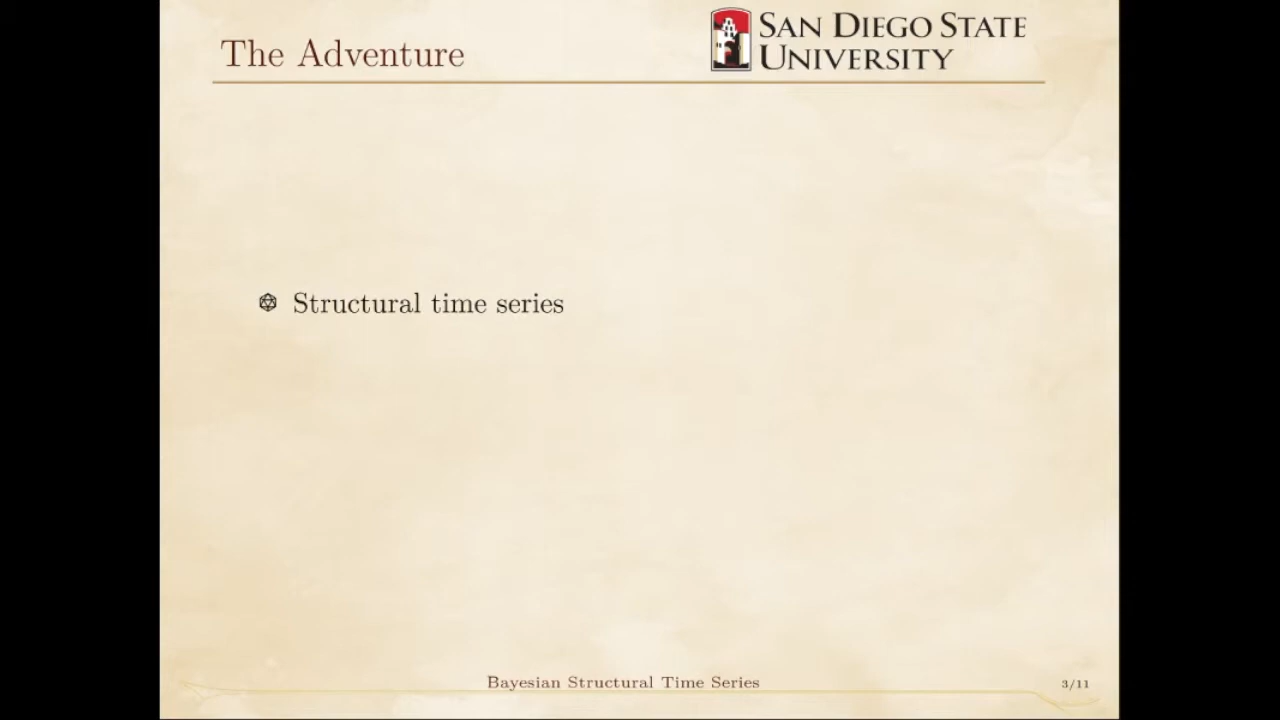 The Adventure
SAN DIEGO STATE
UNIVERSITY
Structural time series
Bayesian Structural Time Series
3/11